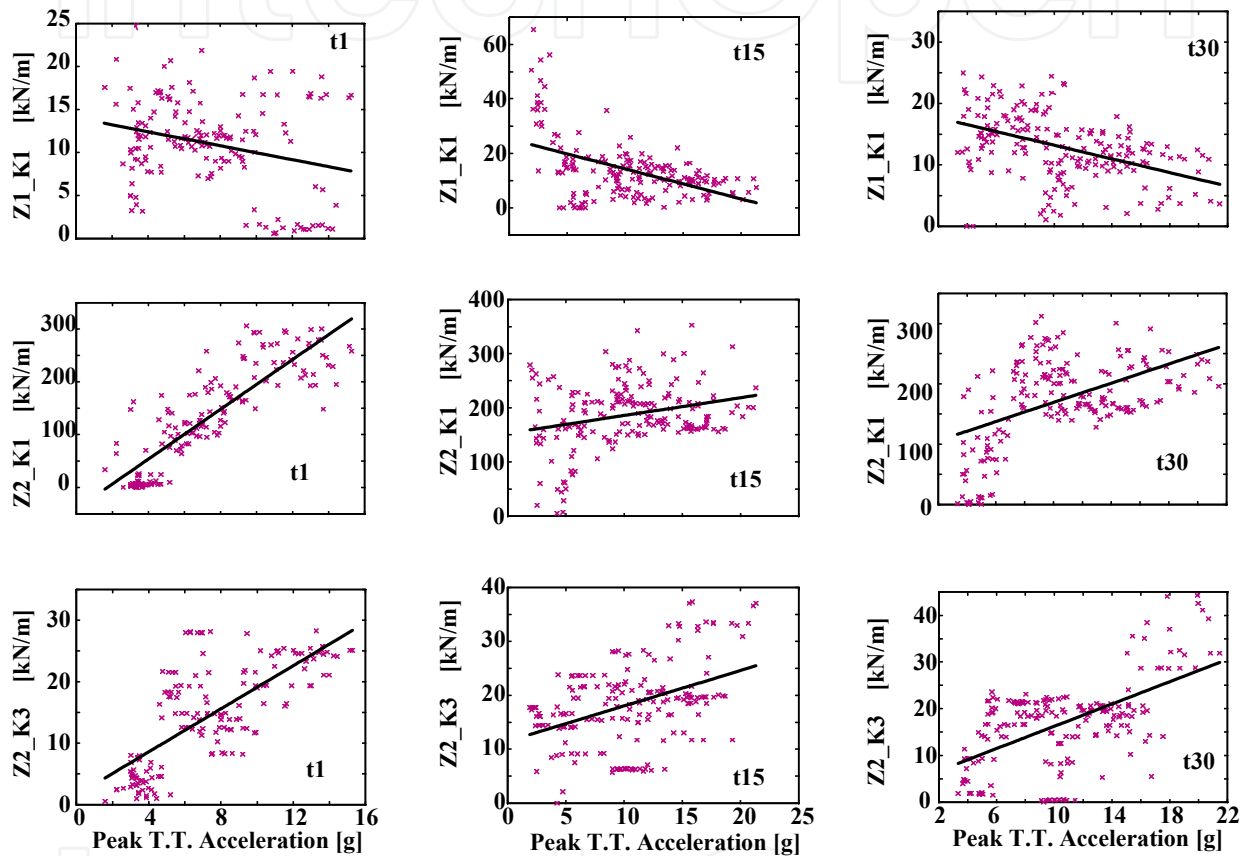 InteOpen
25
20
15
10
5
0
Z1_K1 [kN/m]
t1
60
40
20
0
Z1_K1 [kN/m]
t15
30
20
10
0
Z1_K1 [kN/m]
t30
300
200
100
0
Z2_K1 [kN/m]
t1
400
300
200
100
0
Z2_K1 [kN/m]
t15
300
200
100
0
Z2_K1 [kN/m]
t30
30
20
10
0
Z2_K3 [kN/m]
t1
0 4 8 12 16
Peak T.T. Acceleration [g]
40
30
20
10
0
Z2_K3 [kN/m]
t15
0 5 10 15 20 25
Peak T.T. Acceleration [g]
40
30
20
10
0
Z2_K3 [kN/m]
t30
2 6 10 14 18 22
Peak T.T. Acceleration [g]